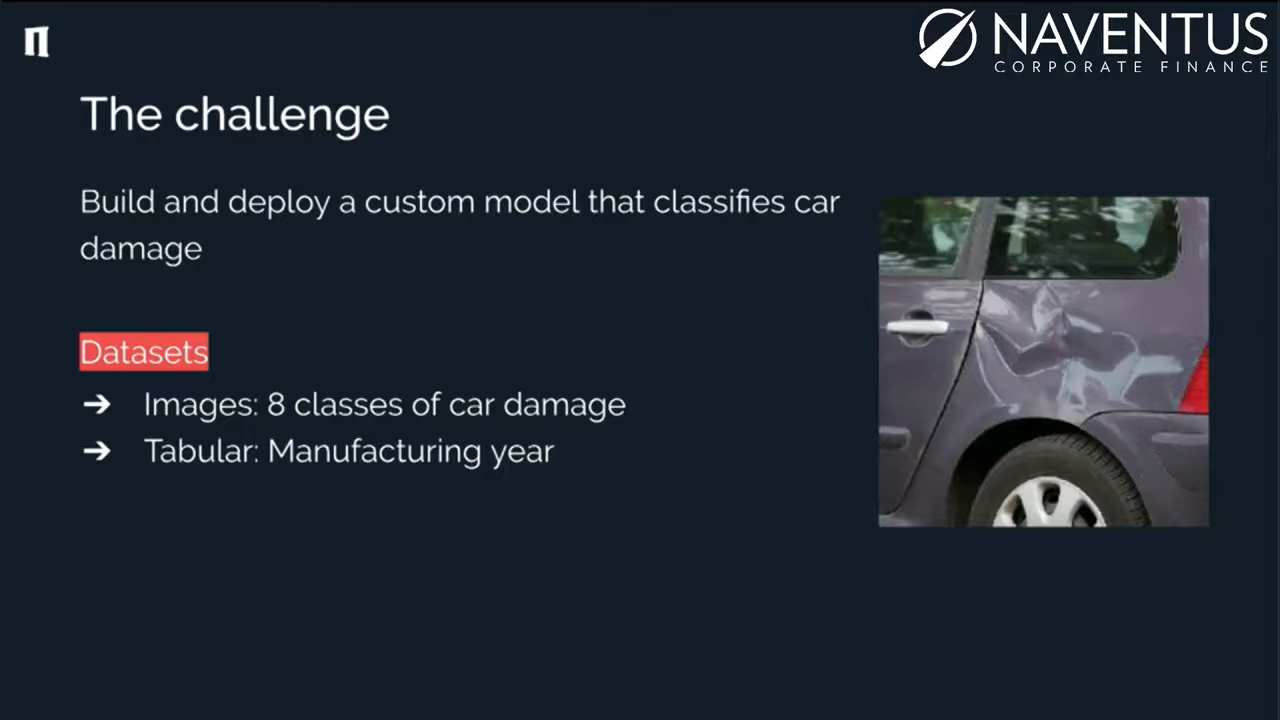 NAVENTUS
CORPORATE FINANCE
The challenge
Build and deploy a custom model that classifies car
damage
Datasets
➔ Images: 8 classes of car damage
➔ Tabular: Manufacturing year